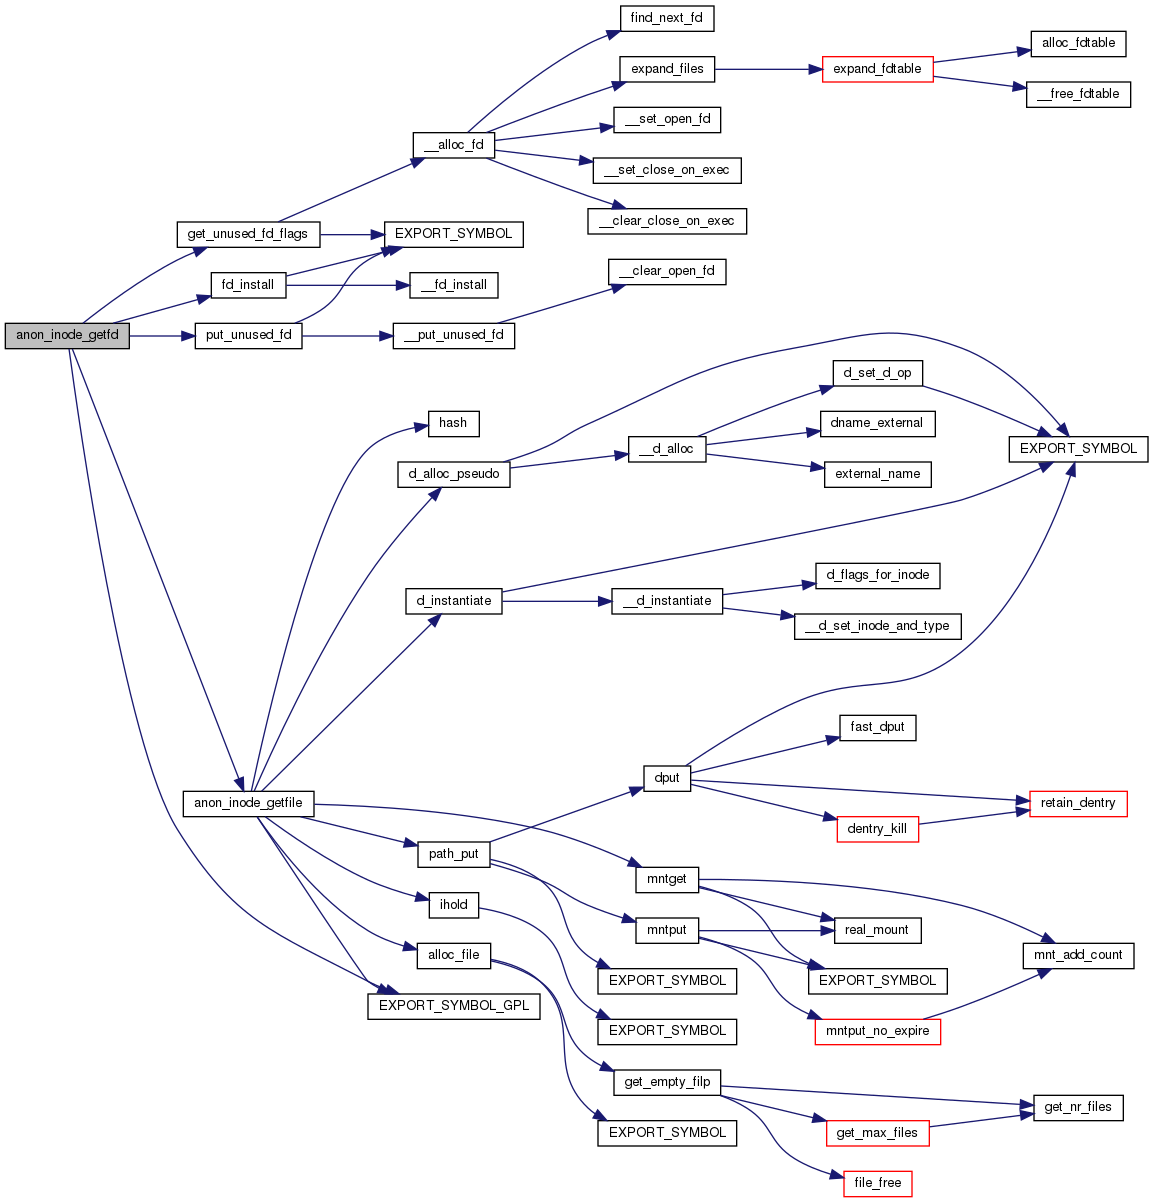 find_next_fd
alloc_fdtable
expand_files
expand_fdtable
__free_fdtable
__set_open_fd
__alloc_fd
__set_close_on_exec
__clear_close_on_exec
get_unused_fd_flags
EXPORT_SYMBOL
__clear_open_fd
fd_install
__fd_install
anon_inode_getfd
put_unused_fd
__put_unused_fd
d_set_d_op
hash
dname_external
__d_alloc
EXPORT_SYMBOL
d_alloc_pseudo
external_name
d_flags_for_inode
d_instantiate
__d_instantiate
__d_set_inode_and_type
fast_dput
dput
anon_inode_getfile
retain_dentry
dentry_kill
path_put
mntget
ihold
mntput
real_mount
alloc_file
mnt_add_count
EXPORT_SYMBOL
EXPORT_SYMBOL
EXPORT_SYMBOL_GPL
EXPORT_SYMBOL
mntput_no_expire
get_empty_filp
get_nr_files
EXPORT_SYMBOL
get_max_files
file_free